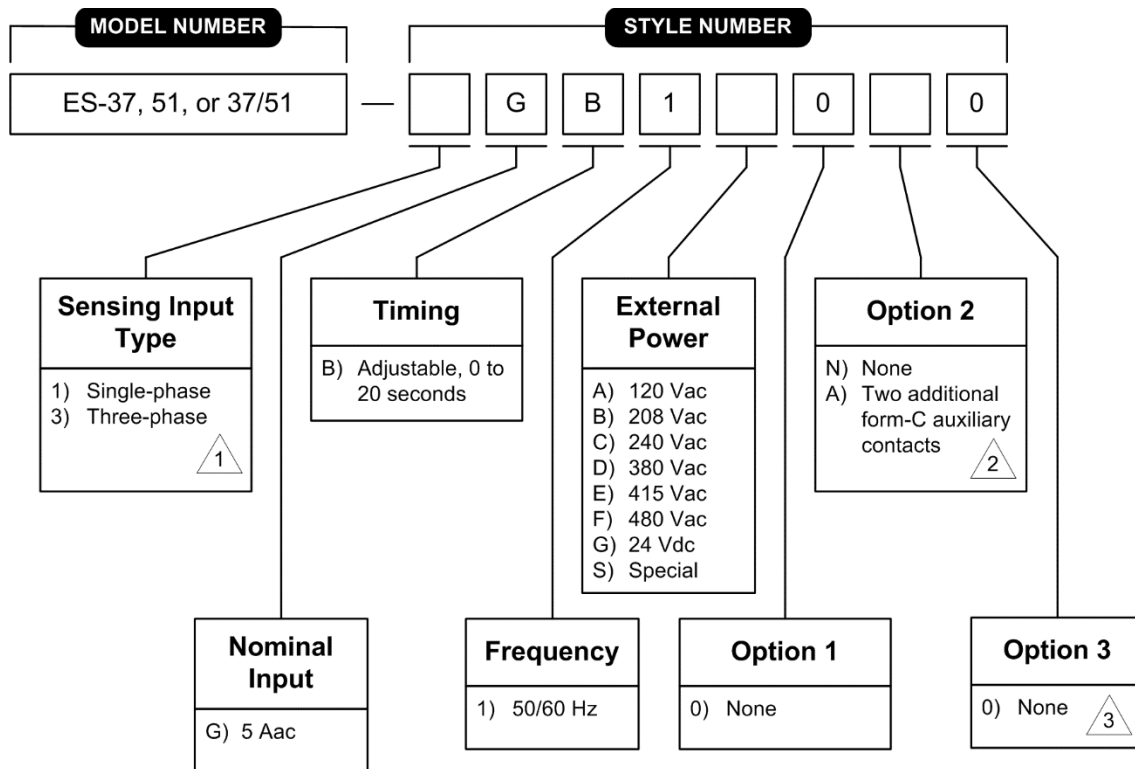 MODEL NUMBER
STYLE NUMBER
ES-37, 51, or 37/51 — G B 1 0 0
Sensing Input
Type
1) Single-phase
3) Three-phase
1
Timing
B) Adjustable, 0 to
20 seconds
External
Power
A) 120 Vac
B) 208 Vac
C) 240 Vac
D) 380 Vac
E) 415 Vac
F) 480 Vac
G) 24 Vdc
S) Special
Option 2
N) None
A) Two additional
form-C auxiliary
contacts
2
Nominal
Input
G) 5 Aac
Frequency
1) 50/60 Hz
Option 1
0) None
Option 3
0) None
3